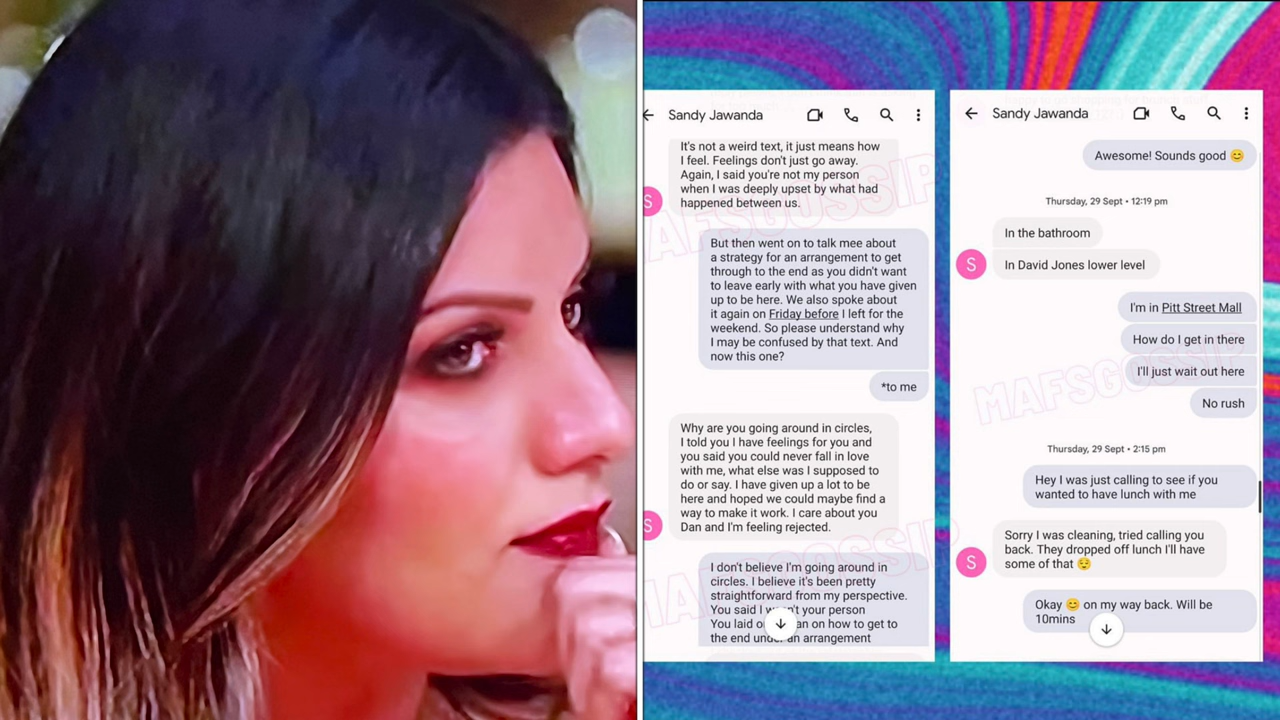 Sandy Jawanda
It's not a weird text, it just means how
I feel. Feelings don't just go away.
Again, I said you're not my person
when I was deeply upset by what had
happened between us.
S
But then went on to talk mee about
a strategy for an arrangement to get
through to the end as you didn't want
to leave early with what you have given
up to be here. We also spoke about
it again on Friday before I left for the
weekend. So please understand why
I may be confused by that text. And
now this one?
*to me
Why are you going around in circles,
I told you I have feelings for you and
you said you could never fall in love
with me, what else was I supposed to
do or say. I have given up a lot to be
here and hoped we could maybe find a
way to make it work. I care about you
Dan and I'm feeling rejected.
S
I don't believe I'm going around in
circles. I believe it's been pretty
straightforward from my perspective.
You said I wasn't your person
You laid an on how to get to
the end under an arrangement
MAFSGOSSIP
MAFSGOSSIP
Sandy Jawanda
Awesome! Sounds good 😊
Thursday, 29 Sept • 12:19 pm
In the bathroom
S
In David Jones lower level
I'm in Pitt Street Mall
How do I get in there
I'll just wait out here
No rush
MAFSGOSSIP
Thursday, 29 Sept • 2:15 pm
Hey I was just calling to see if you
wanted to have lunch with me
Sorry I was cleaning, tried calling you
back. They dropped off lunch I'll have
some of that 😌
S
Okay 😊 on my way back. Will be
10mins